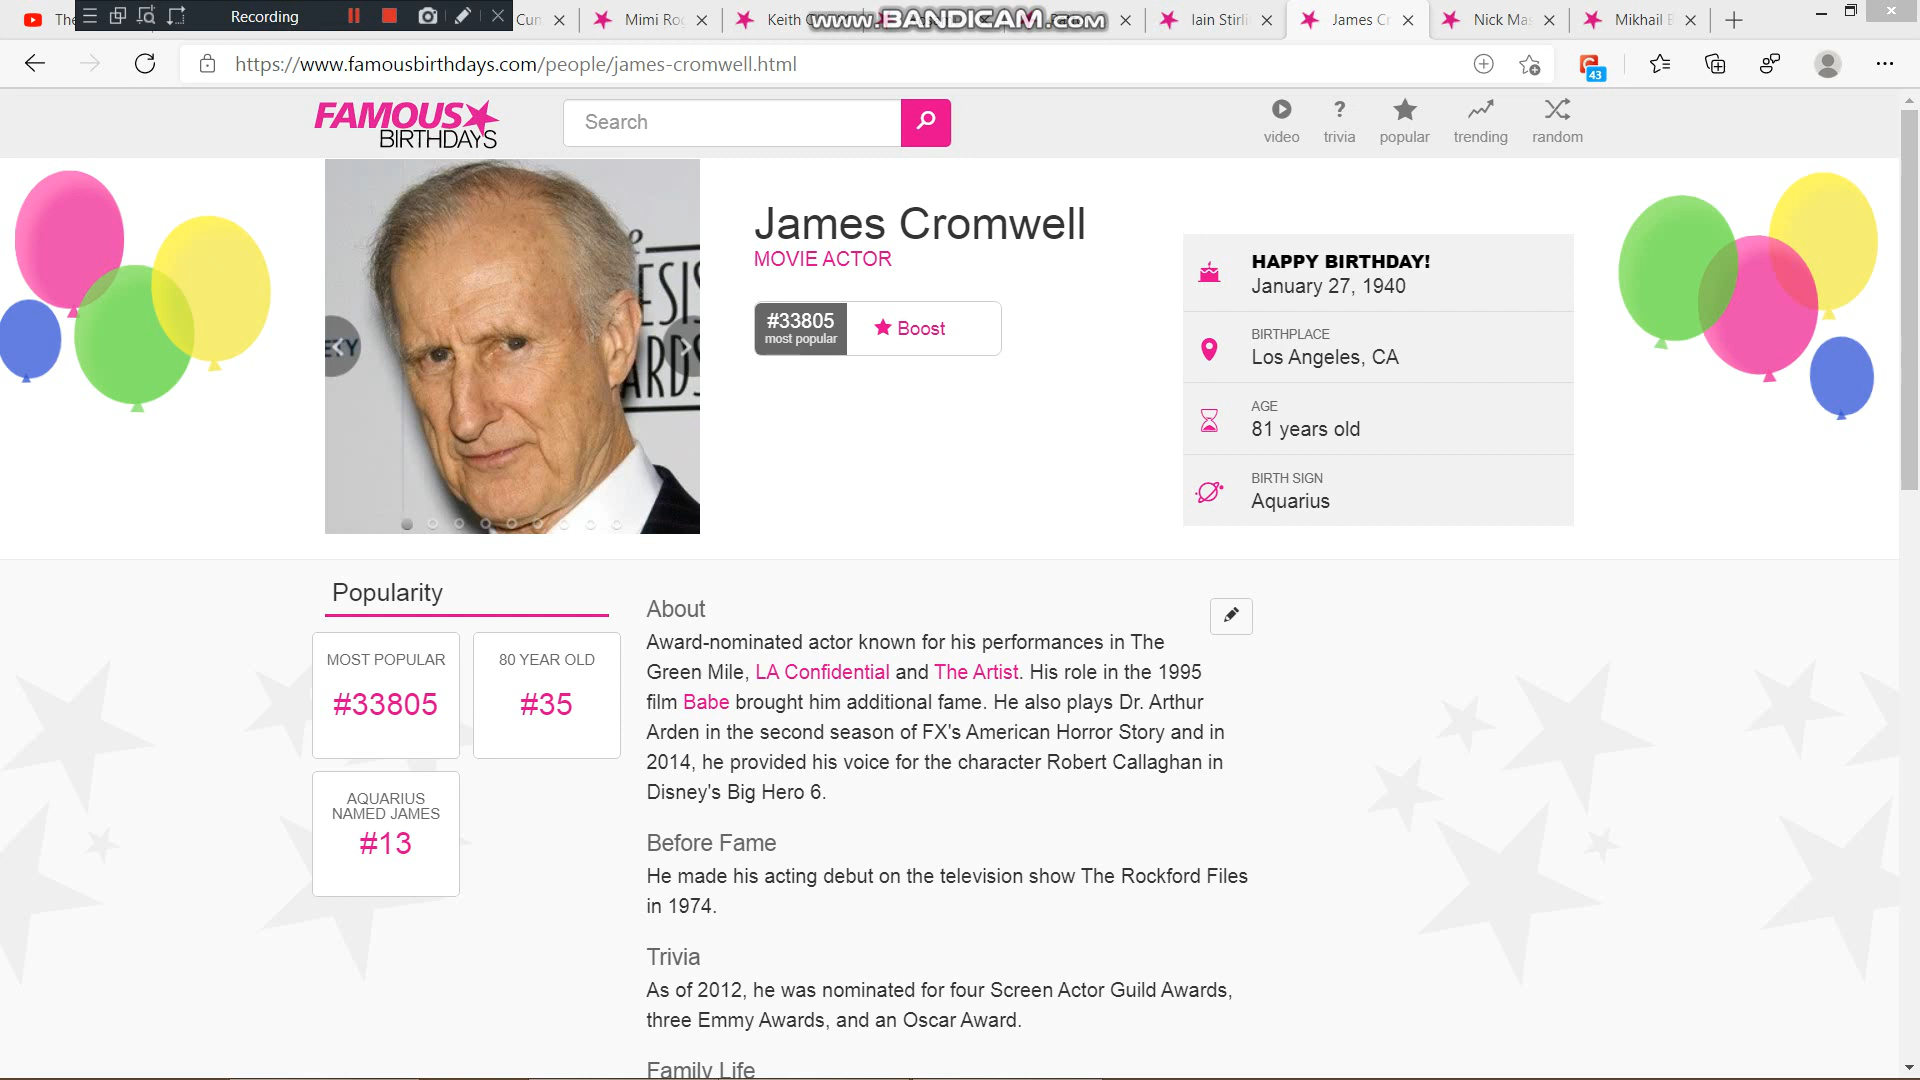 The
Recording
Cun
Mimi Ro
Keith C
www.BANDICAM.com
Iain Stirli
James Cr
Nick Mas
Mikhail B
https://www.famousbirthdays.com/people/james-cromwell.html
43
FAMOUS
BIRTHDAYS
Search
video
trivia
popular
trending
random
James Cromwell
MOVIE ACTOR
#33805
most popular
Boost
HAPPY BIRTHDAY!
January 27, 1940
BIRTHPLACE
Los Angeles, CA
AGE
81 years old
BIRTH SIGN
Aquarius
Popularity
MOST POPULAR
#33805
80 YEAR OLD
#35
AQUARIUS
NAMED JAMES
#13
About
Award-nominated actor known for his performances in The
Green Mile, LA Confidential and The Artist. His role in the 1995
film Babe brought him additional fame. He also plays Dr. Arthur
Arden in the second season of FX's American Horror Story and in
2014, he provided his voice for the character Robert Callaghan in
Disney's Big Hero 6.
Before Fame
He made his acting debut on the television show The Rockford Files
in 1974.
Trivia
As of 2012, he was nominated for four Screen Actor Guild Awards,
three Emmy Awards, and an Oscar Award.
Family Life